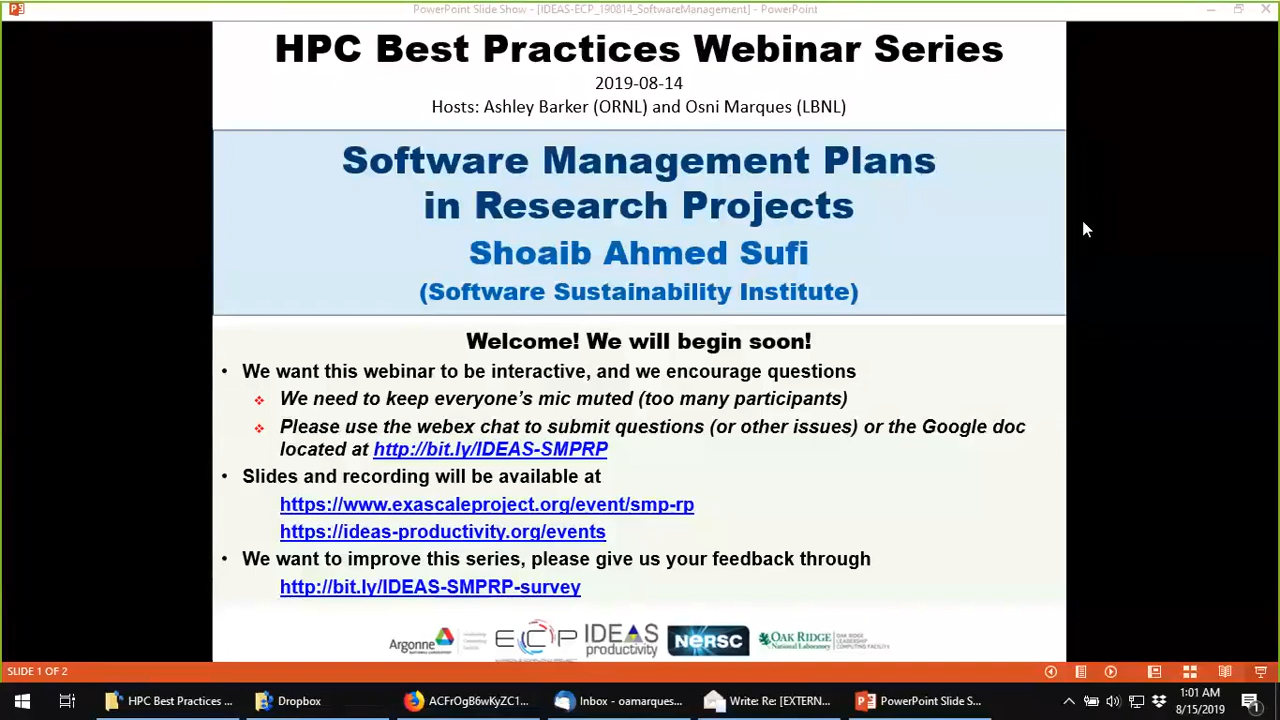 PowerPoint Slide Show - [IDEAS-ECP_190814_SoftwareManagement] - PowerPoint
HPC Best Practices Webinar Series
2019-08-14
Hosts: Ashley Barker (ORNL) and Osni Marques (LBNL)
Software Management Plans
in Research Projects
Shoaib Ahmed Sufi
(Software Sustainability Institute)
Welcome! We will begin soon!
• We want this webinar to be interactive, and we encourage questions
❖ We need to keep everyone’s mic muted (too many participants)
❖ Please use the webex chat to submit questions (or other issues) or the Google doc
located at http://bit.ly/IDEAS-SMPRP
• Slides and recording will be available at
https://www.exascaleproject.org/event/smp-rp
https://ideas-productivity.org/events
• We want to improve this series, please give us your feedback through
http://bit.ly/IDEAS-SMPRP-survey
Argonne
ECP
IDEAS
productivity
NERSC
OAK RIDGE
National Laboratory
SLIDE 1 OF 2
HPC Best Practices ...
Dropbox
ACFrOgB6wKyZC1...
Inbox - oamarques...
Write: Re: [EXTERN...
PowerPoint Slide S...
1:01 AM
8/15/2019